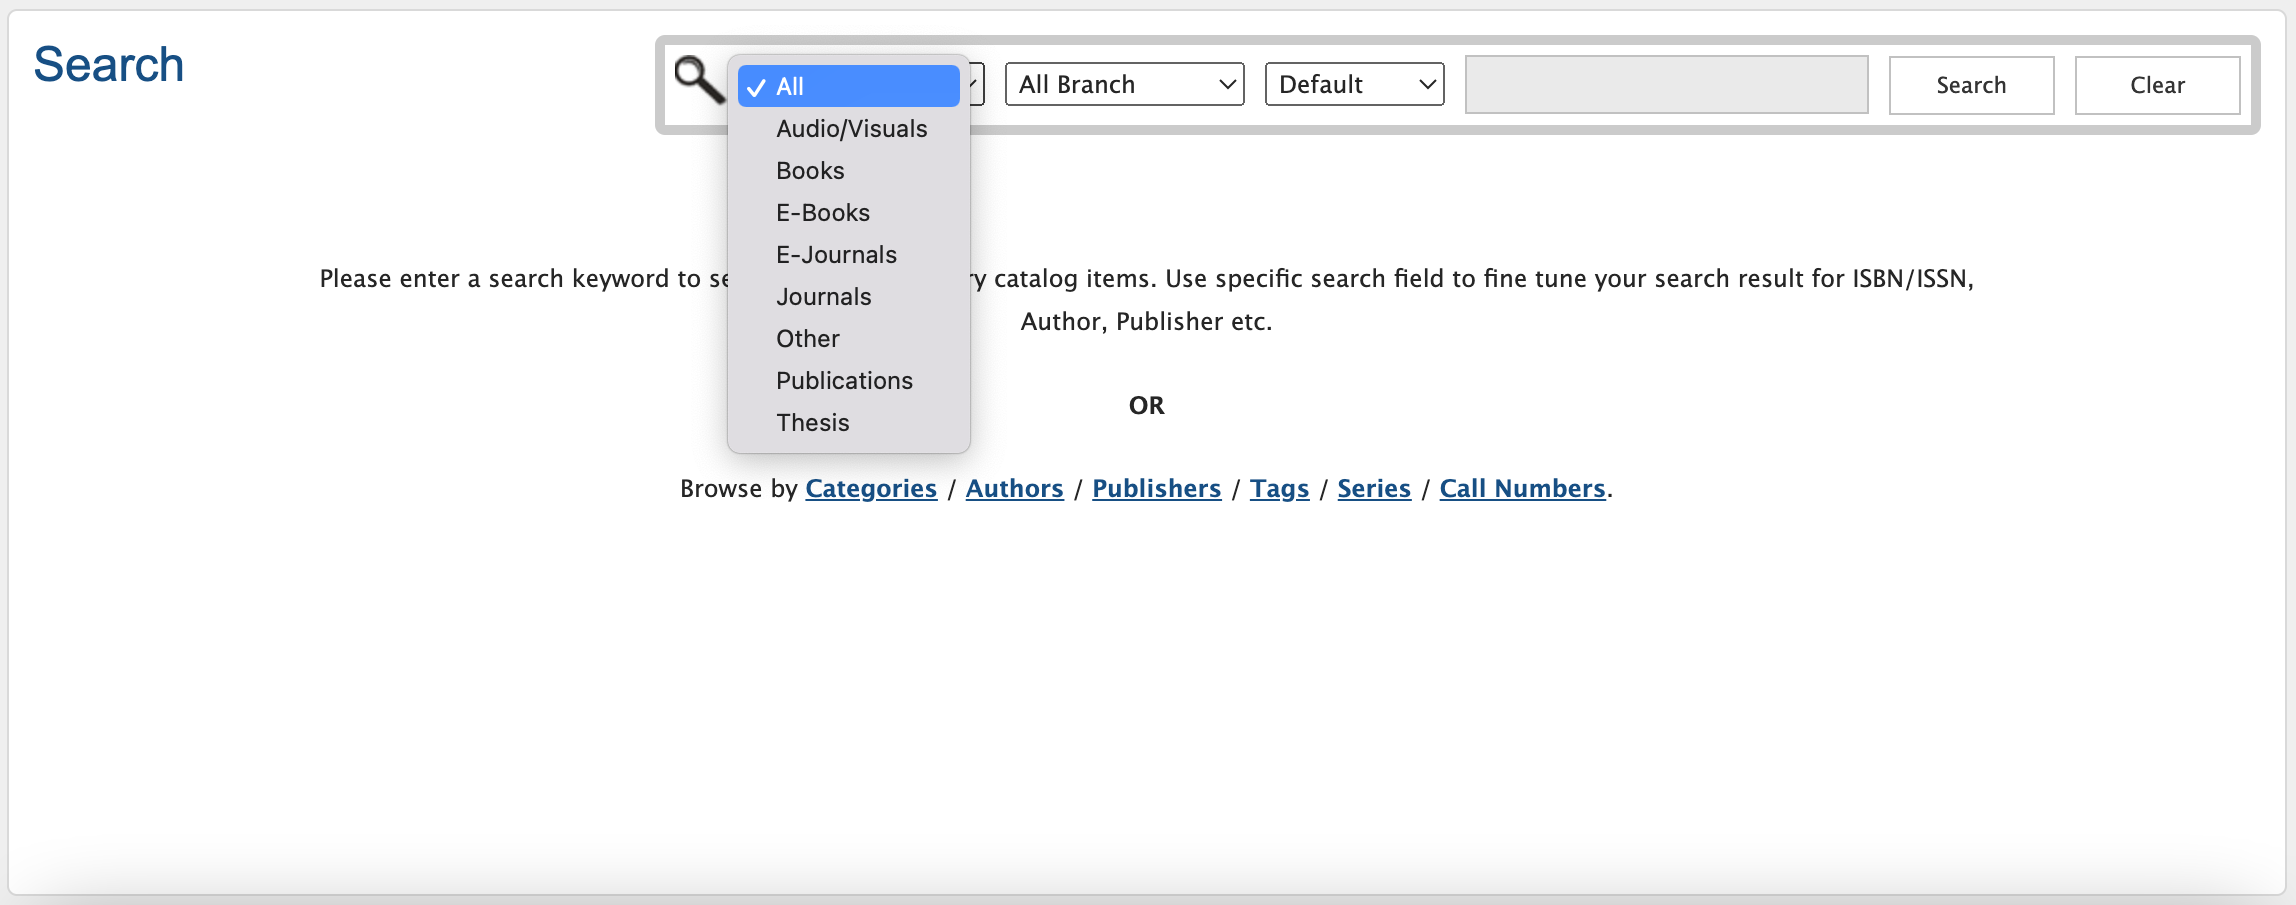 Search
All
All Branch
Default
Search
Clear
Audio/Visuals
Books
E-Books
E-Journals
Journals
Other
Publications
Thesis
Please enter a search keyword to catalog items. Use specific search field to fine tune your search result for ISBN/ISSN,
Author, Publisher etc.
OR
Browse by Categories / Authors / Publishers / Tags / Series / Call Numbers.